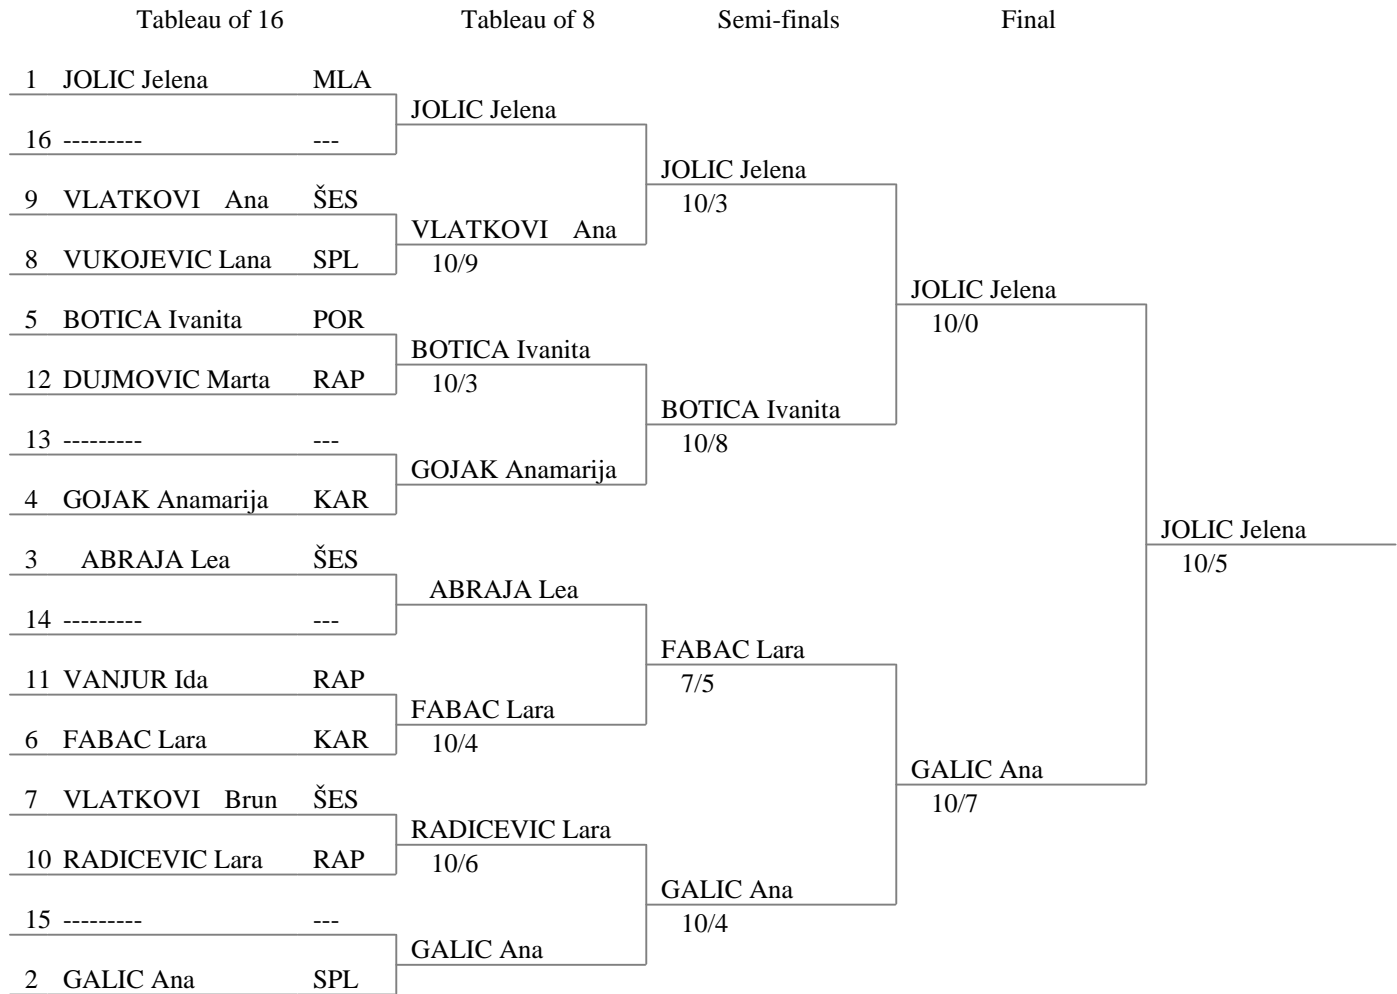 Tableau of 16 Tableau of 8 Semi-finals Final
1 JOLIC Jelena MLA
JOLIC Jelena
16 --------- ---
JOLIC Jelena
10/3
9 VLATKOVI Ana ŠES
VLATKOVI Ana
10/9
8 VUKOJEVIC Lana SPL
JOLIC Jelena
10/0
5 BOTICA Ivanita POR
BOTICA Ivanita
10/3
12 DUJMOVIC Marta RAP
BOTICA Ivanita
10/8
13 --------- ---
GOJAK Anamarija
4 GOJAK Anamarija KAR
JOLIC Jelena
10/5
3 ABRAJA Lea ŠES
ABRAJA Lea
14 --------- ---
FABAC Lara
7/5
11 VANJUR Ida RAP
FABAC Lara
10/4
6 FABAC Lara KAR
GALIC Ana
10/7
7 VLATKOVI Brun ŠES
RADICEVIC Lara
10/6
10 RADICEVIC Lara RAP
GALIC Ana
10/4
15 --------- ---
GALIC Ana
2 GALIC Ana SPL